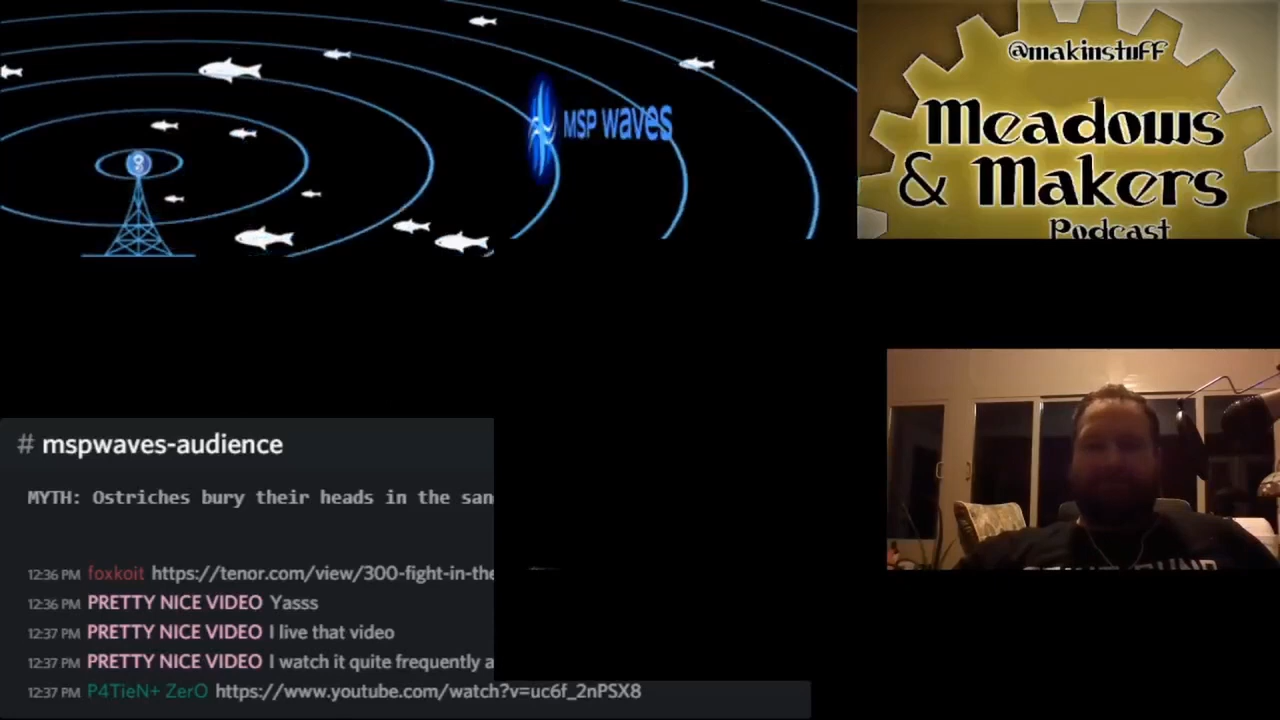 MSP waves
@makinstuff
Meadows
& Makers
Podcast
# mspwaves-audience
MYTH: Ostriches bury their heads in the san
12:36 PM foxkoit https://tenor.com/view/300-fight-in-the
12:36 PM PRETTY NICE VIDEO Yasss
12:37 PM PRETTY NICE VIDEO I live that video
12:37 PM PRETTY NICE VIDEO I watch it quite frequently a
12:37 PM P4TieN+ ZerO https://www.youtube.com/watch?v=uc6f_2nPSX8